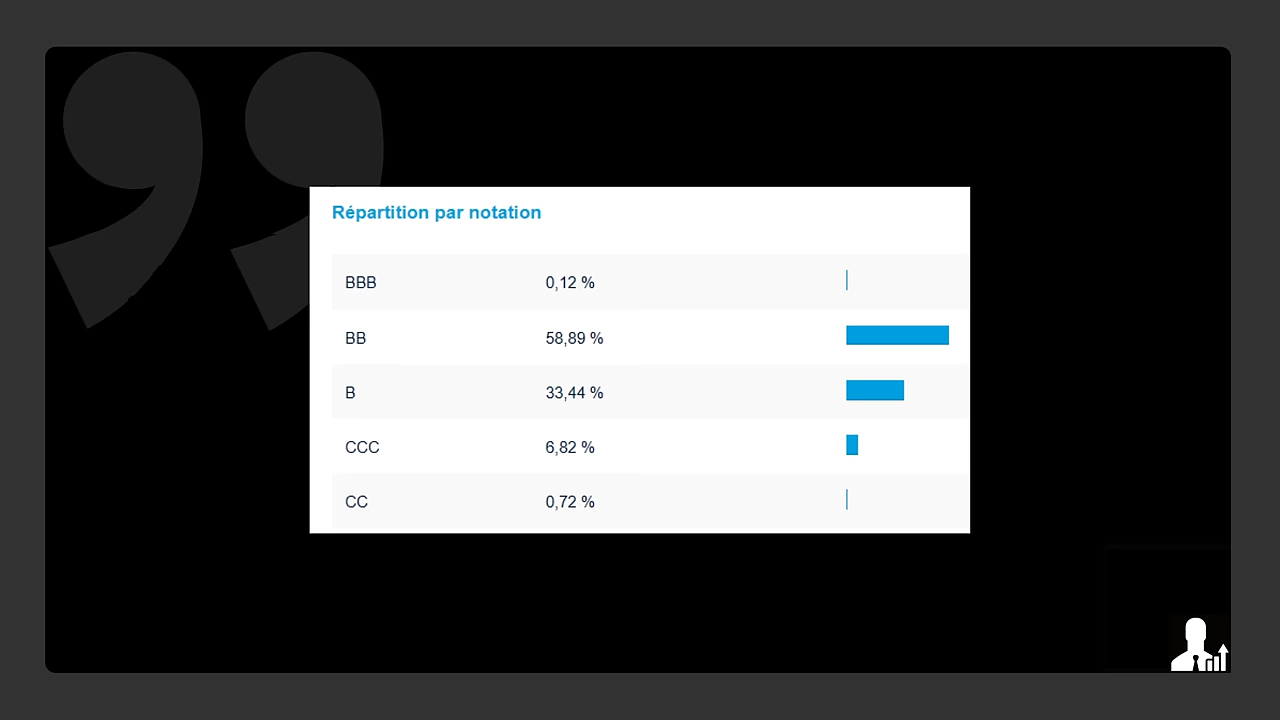 Répartition par notation
BBB 0,12 %
BB 58,89 %
B 33,44 %
CCC 6,82 %
CC 0,72 %